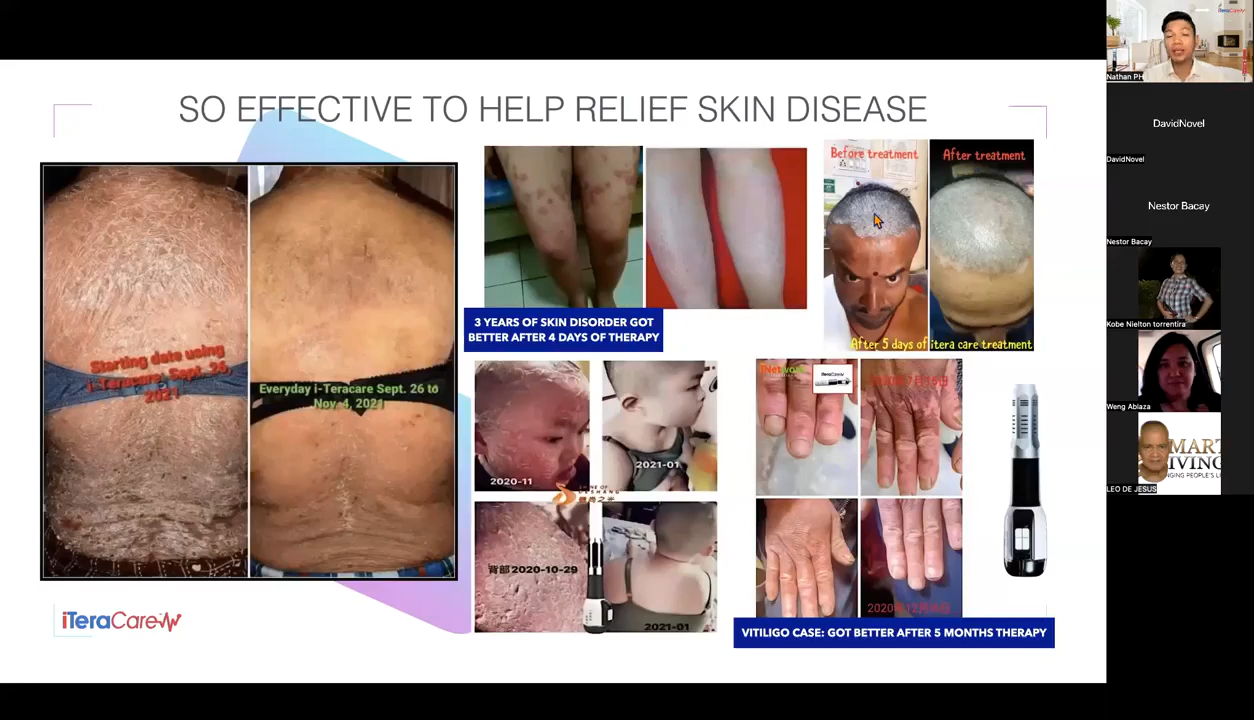 SO EFFECTIVE TO HELP RELIEF SKIN DISEASE
Starting date using
i-Teracare Sept. 26,
2021
Everyday i-Teracare Sept. 26 to
Nov. 4, 2021
3 YEARS OF SKIN DISORDER GOT
BETTER AFTER 4 DAYS OF THERAPY
Before treatment
After treatment
After 5 days of itera care treatment
2020-11
2021-01
背部 2020-10-29
2021-01
iTeraCare
VITILIGO CASE: GOT BETTER AFTER 5 MONTHS THERAPY
iTeraCare
Nathan PH
DavidNovel
DavidNovel
Nestor Bacay
Nestor Bacay
Kobe Nielton torrentira
Weng Ablaza
LEO DE JESUS